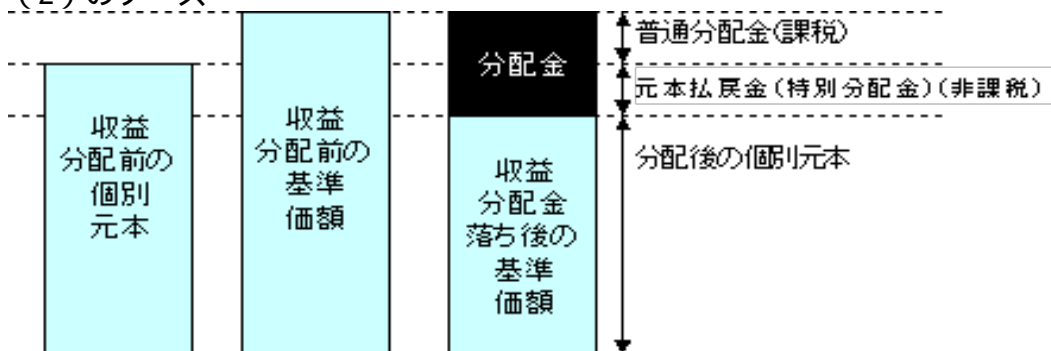 (2)のケース
普通分配金(課税)
分配金
元本払戻金(特別分配金)(非課税)
収益
分配前の
個別
元本
収益
分配前の
基準
価額
収益
分配金
落ち後の
基準
価額
分配後の個別元本